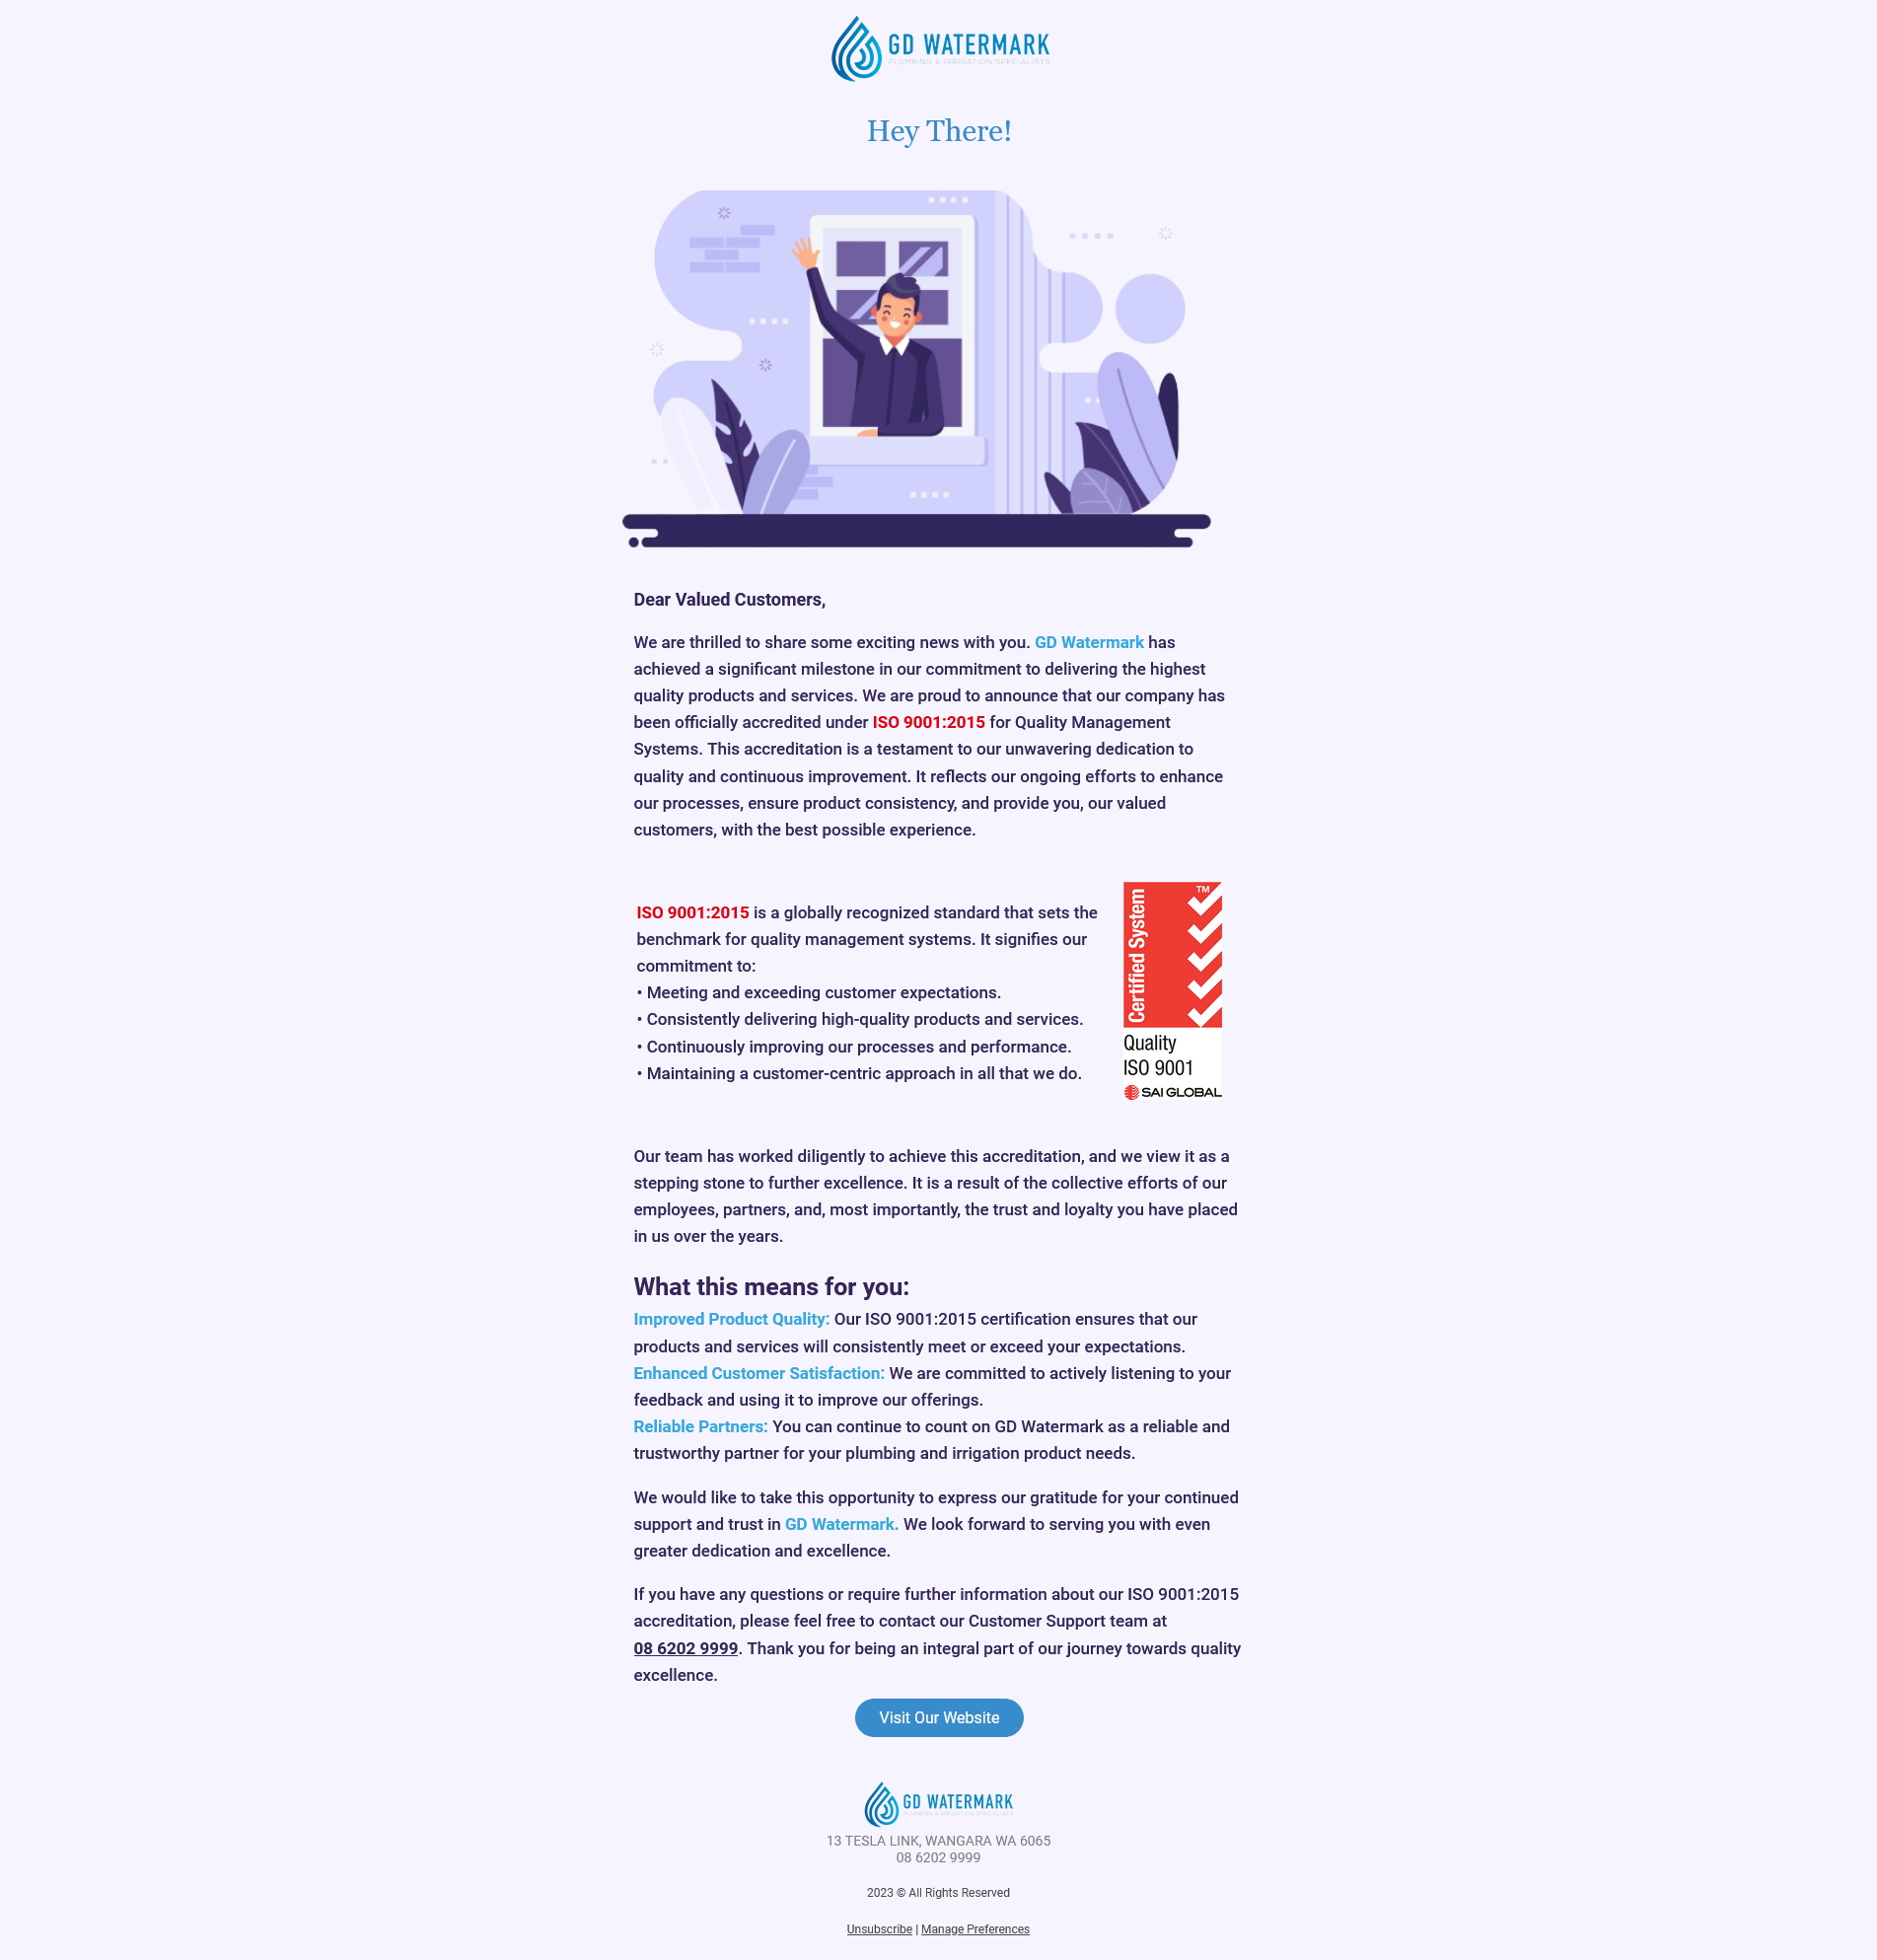 GD WATERMARK
PLUMBING & IRRIGATION SPECIALISTS
Hey There!
Dear Valued Customers,
We are thrilled to share some exciting news with you. GD Watermark has
achieved a significant milestone in our commitment to delivering the highest
quality products and services. We are proud to announce that our company has
been officially accredited under ISO 9001:2015 for Quality Management
Systems. This accreditation is a testament to our unwavering dedication to
quality and continuous improvement. It reflects our ongoing efforts to enhance
our processes, ensure product consistency, and provide you, our valued
customers, with the best possible experience.
ISO 9001:2015 is a globally recognized standard that sets the
benchmark for quality management systems. It signifies our
commitment to:
• Meeting and exceeding customer expectations.
• Consistently delivering high-quality products and services.
• Continuously improving our processes and performance.
• Maintaining a customer-centric approach in all that we do.
Certified System
TM
Quality
ISO 9001
SAI GLOBAL
Our team has worked diligently to achieve this accreditation, and we view it as a
stepping stone to further excellence. It is a result of the collective efforts of our
employees, partners, and, most importantly, the trust and loyalty you have placed
in us over the years.
What this means for you:
Improved Product Quality: Our ISO 9001:2015 certification ensures that our
products and services will consistently meet or exceed your expectations.
Enhanced Customer Satisfaction: We are committed to actively listening to your
feedback and using it to improve our offerings.
Reliable Partners: You can continue to count on GD Watermark as a reliable and
trustworthy partner for your plumbing and irrigation product needs.
We would like to take this opportunity to express our gratitude for your continued
support and trust in GD Watermark. We look forward to serving you with even
greater dedication and excellence.
If you have any questions or require further information about our ISO 9001:2015
accreditation, please feel free to contact our Customer Support team at
08 6202 9999. Thank you for being an integral part of our journey towards quality
excellence.
Visit Our Website
GD WATERMARK
PLUMBING & IRRIGATION SPECIALISTS
13 TESLA LINK, WANGARA WA 6065
08 6202 9999
2023 © All Rights Reserved
Unsubscribe | Manage Preferences